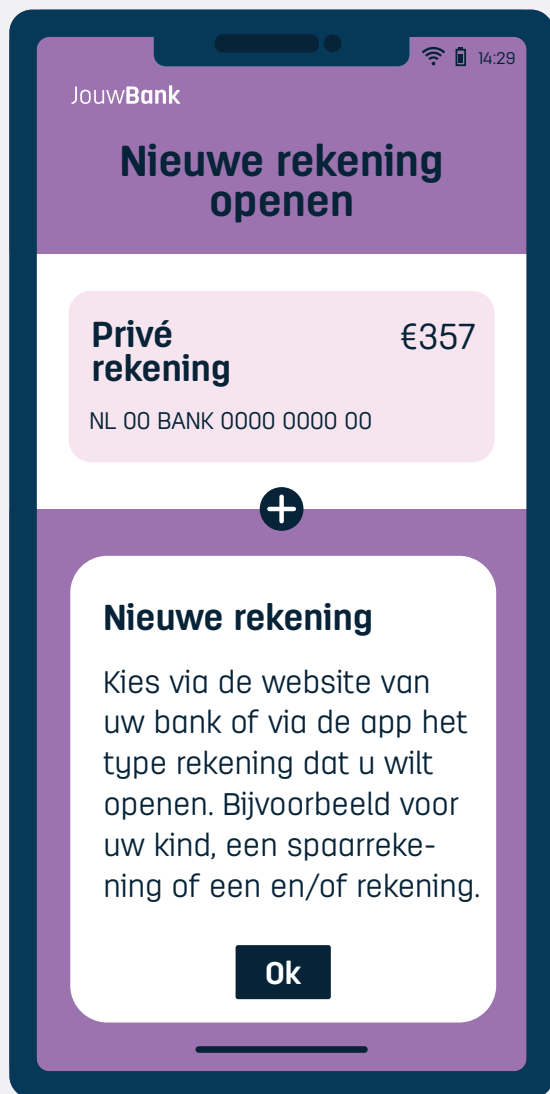 14:29
JouwBank
Nieuwe rekening
openen
Privé
rekening
€357
NL 00 BANK 0000 0000 00
Nieuwe rekening
Kies via de website van
uw bank of via de app het
type rekening dat u wilt
openen. Bijvoorbeeld voor
uw kind, een spaarreke-
ning of een en/of rekening.
Ok